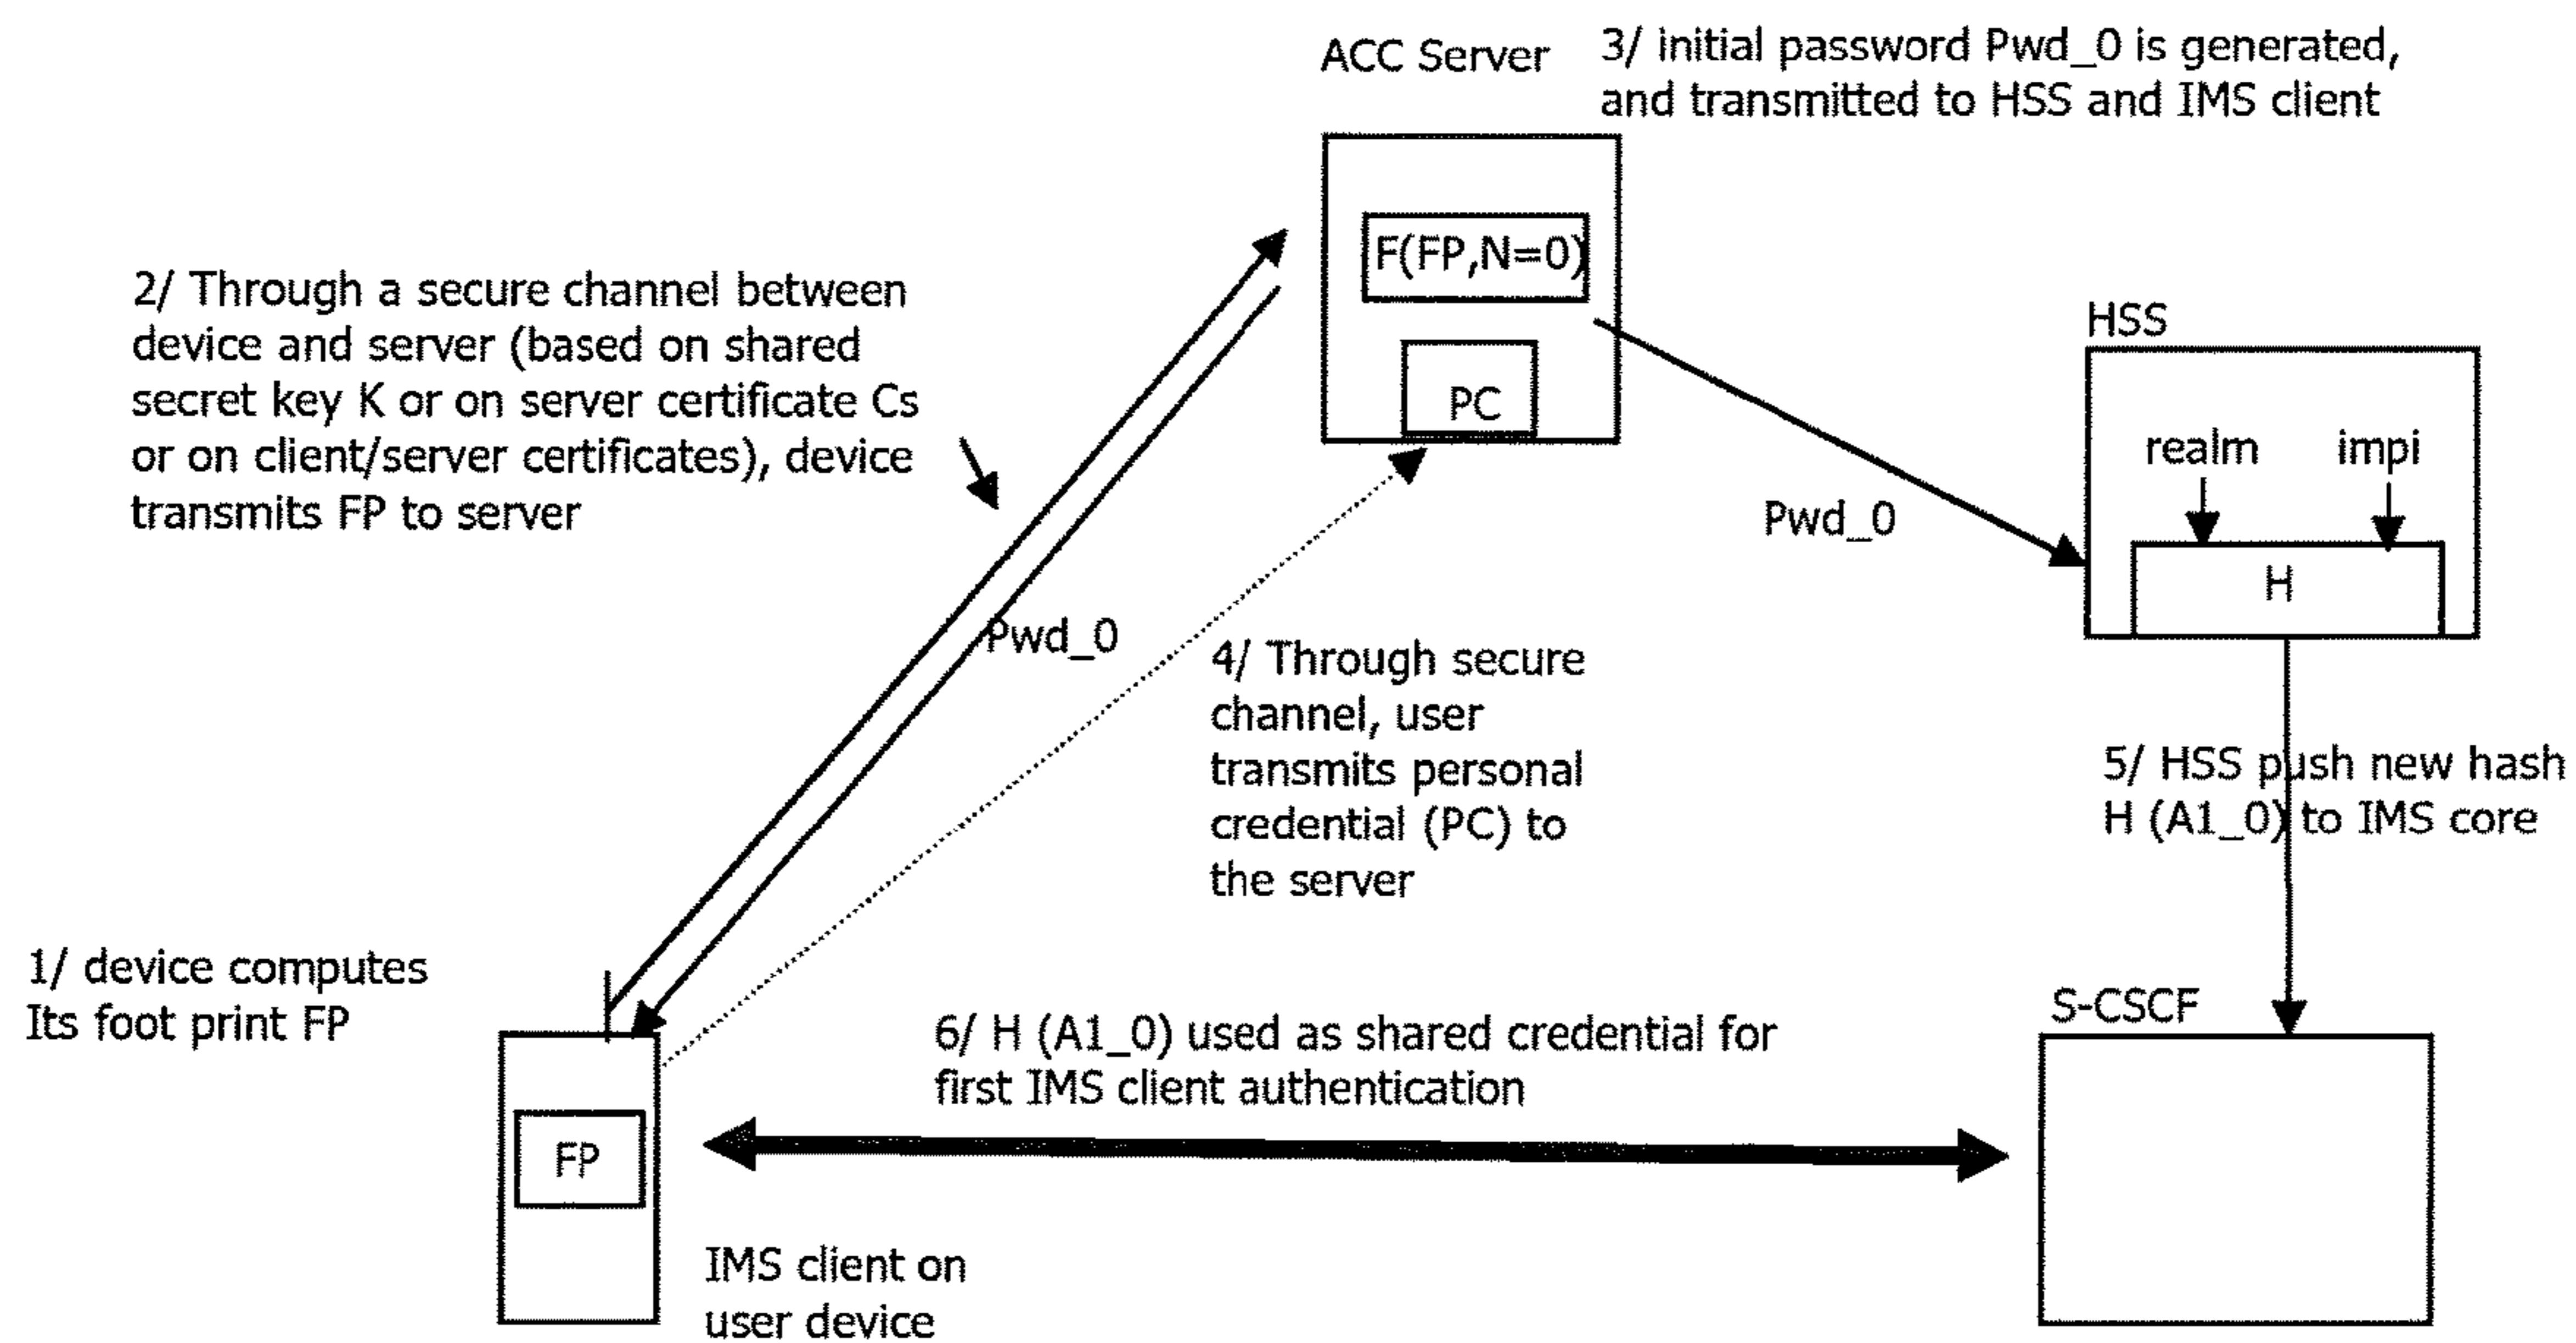 ACC Server
3/ initial password Pwd_0 is generated,
and transmitted to HSS and IMS client
F(FP,N=0)
PC
2/ Through a secure channel between
device and server (based on shared
secret key K or on server certificate Cs
or on client/server certificates), device
transmits FP to server
HSS
realm
impi
H
Pwd_0
Pwd_0
4/ Through secure
channel, user
transmits personal
credential (PC) to
the server
5/ HSS push new hash
H (A1_0) to IMS core
1/ device computes
Its foot print FP
6/ H (A1_0) used as shared credential for
first IMS client authentication
S-CSCF
FP
IMS client on
user device